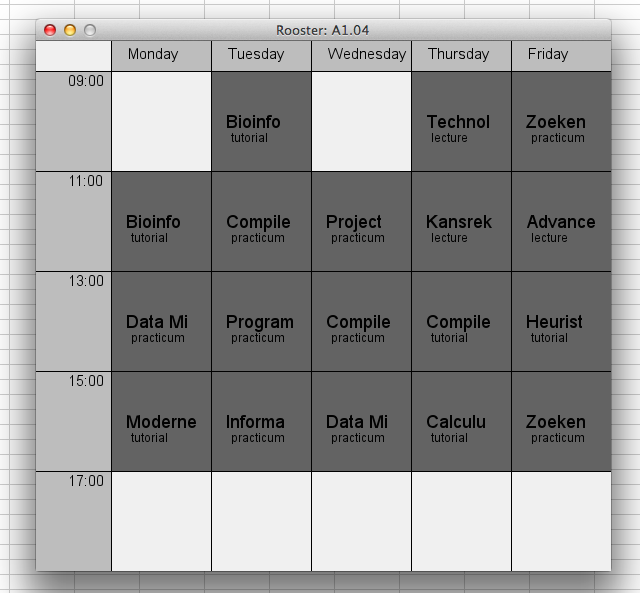 Rooster: A1.04
Monday Tuesday Wednesday Thursday Friday
09:00
Bioinfo Technol Zoeken
tutorial lecture practicum
11:00
Bioinfo Compile Project Kansrek Advance
tutorial practicum practicum lecture lecture
13:00
Data Mi Program Compile Compile Heurist
practicum practicum practicum tutorial tutorial
15:00
Moderne Informa Data Mi Calculu Zoeken
tutorial practicum practicum tutorial practicum
17:00